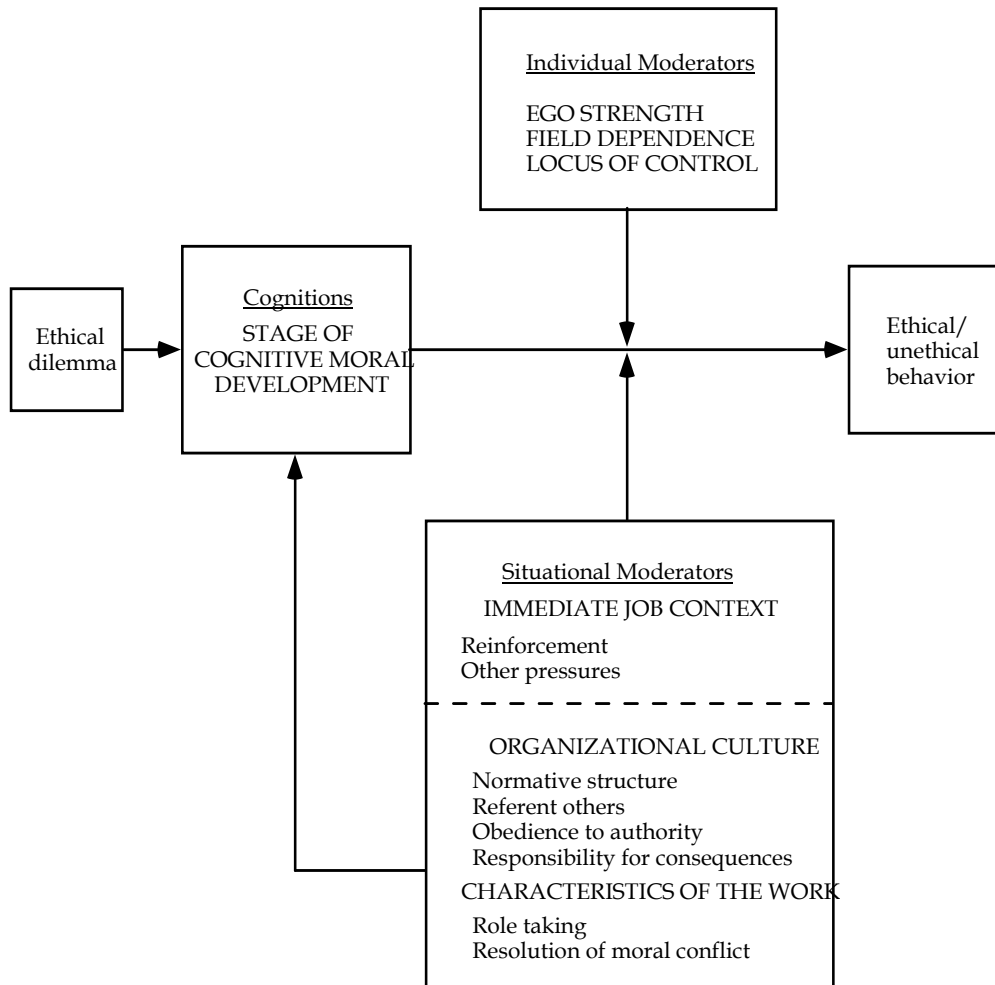 Individual Moderators
EGO STRENGTH
FIELD DEPENDENCE
LOCUS OF CONTROL
Ethical
dilemma
Cognitions
STAGE OF
COGNITIVE MORAL
DEVELOPMENT
Ethical/
unethical
behavior
Situational Moderators
IMMEDIATE JOB CONTEXT
Reinforcement
Other pressures
ORGANIZATIONAL CULTURE
Normative structure
Referent others
Obedience to authority
Responsibility for consequences
CHARACTERISTICS OF THE WORK
Role taking
Resolution of moral conflict